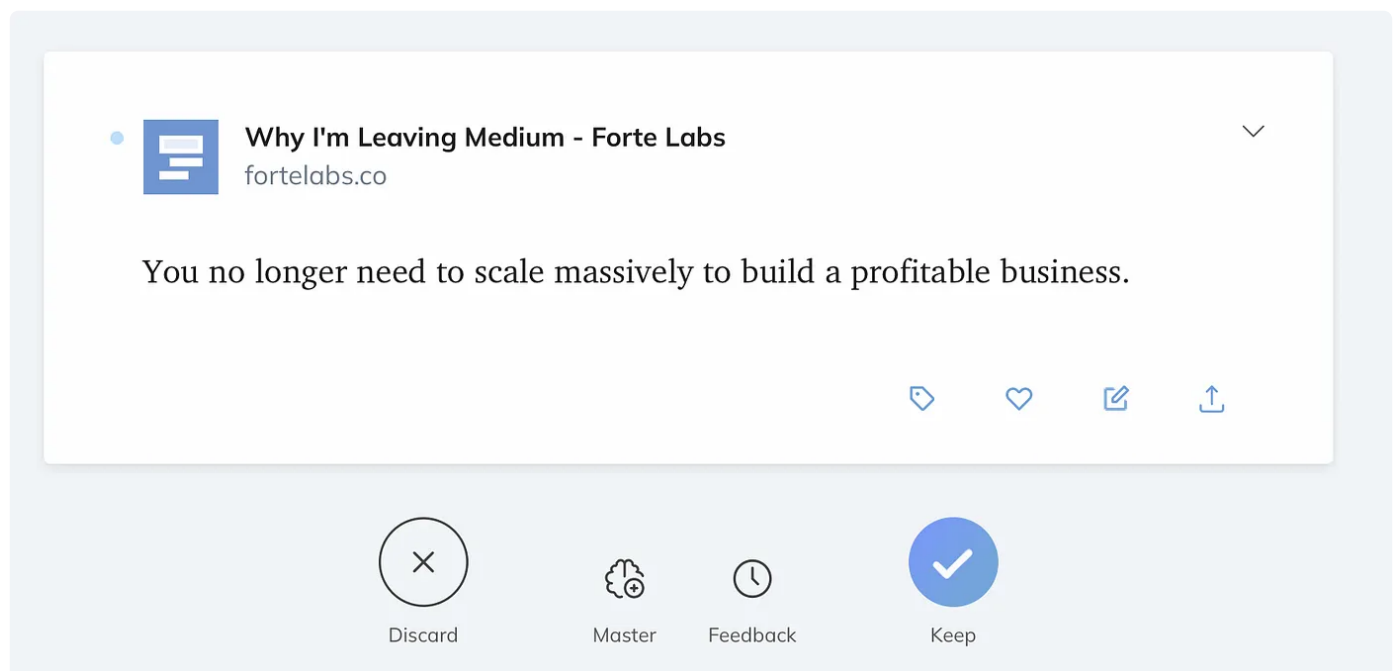 Why I'm Leaving Medium - Forte Labs
fortelabs.co
You no longer need to scale massively to build a profitable business.
Discard
Master
Feedback
Keep